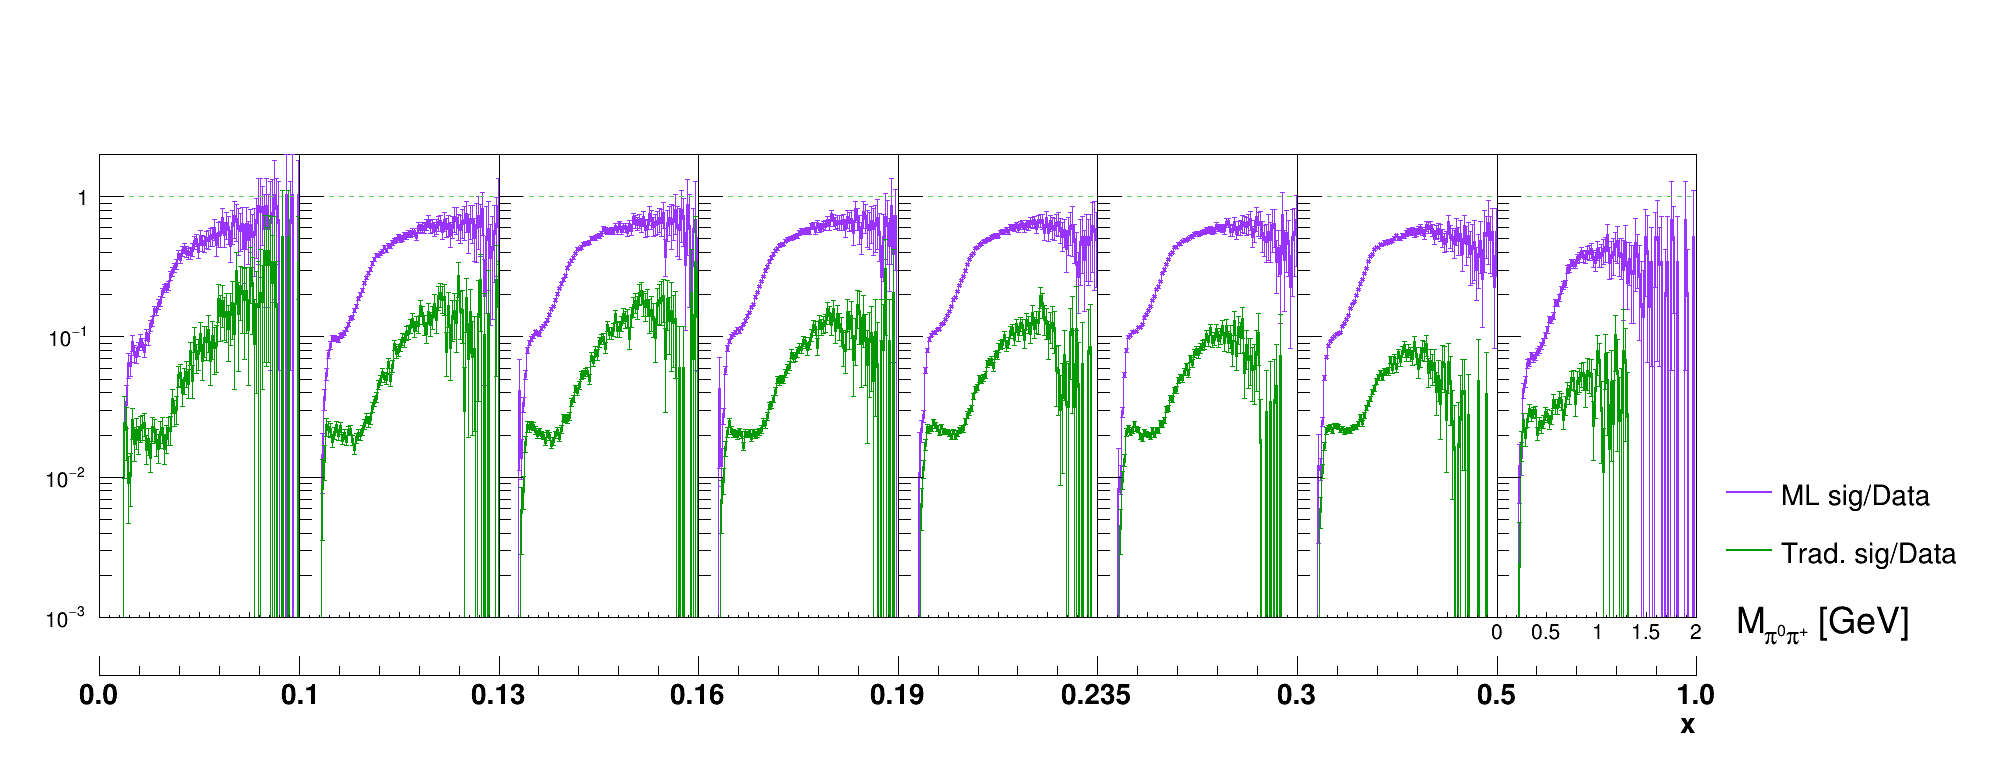 1
10⁻¹
10⁻²
10⁻³
ML sig/Data
Trad. sig/Data
0 0.5 1 1.5 2
M_π⁰π⁺ [GeV]
0.0 0.1 0.13 0.16 0.19 0.235 0.3 0.5 1.0
x